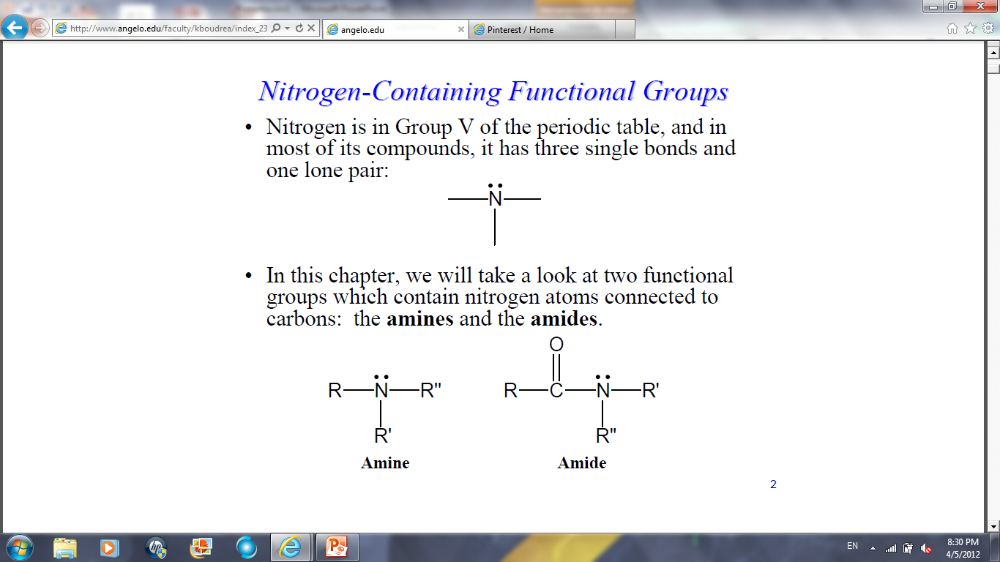 http://www.angelo.edu/faculty/kboudrea/index_23
angelo.edu
Pinterest / Home
Nitrogen-Containing Functional Groups
• Nitrogen is in Group V of the periodic table, and in
most of its compounds, it has three single bonds and
one lone pair:
N
• In this chapter, we will take a look at two functional
groups which contain nitrogen atoms connected to
carbons: the amines and the amides.
O
R N R" R C N R'
R' R"
Amine Amide
2
EN 8:30 PM
4/5/2012